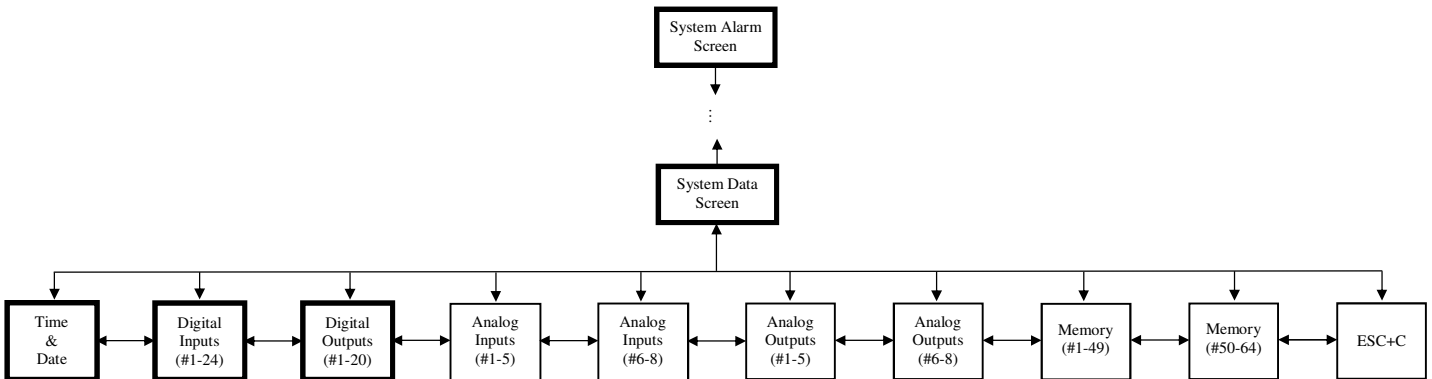 System Alarm
Screen
⋮
System Data
Screen
Time
&
Date
Digital
Inputs
(#1-24)
Digital
Outputs
(#1-20)
Analog
Inputs
(#1-5)
Analog
Inputs
(#6-8)
Analog
Outputs
(#1-5)
Analog
Outputs
(#6-8)
Memory
(#1-49)
Memory
(#50-64)
ESC+C